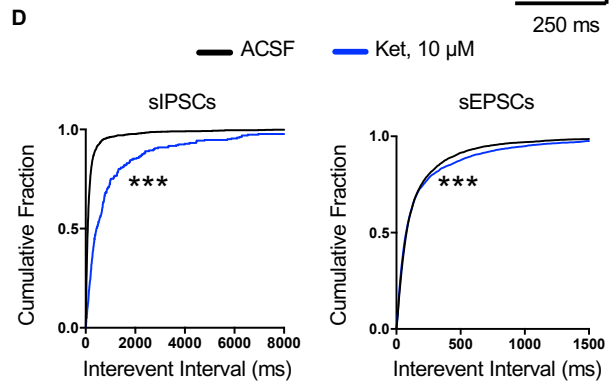 250 ms
D
ACSF Ket, 10 µM
sIPSCs
Cumulative Fraction
1.0
0.5
0.0
0 2000 4000 6000 8000
Interevent Interval (ms)
***
sEPSCs
Cumulative Fraction
1.0
0.5
0.0
0 500 1000 1500
Interevent Interval (ms)
***